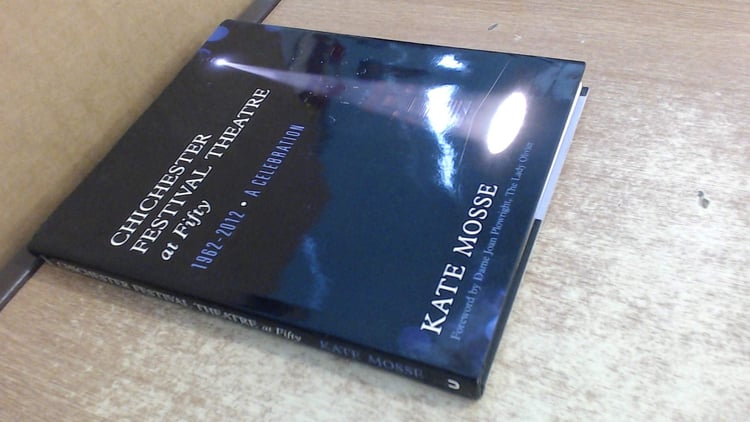 CHICHESTER
FESTIVAL THEATRE
at Fifty
1962-2012 • A CELEBRATION
KATE MOSSE
Foreword by Dame Joan Plowright, The Lady Olivier
CHICHESTER FESTIVAL THEATRE at Fifty KATE MOSSE